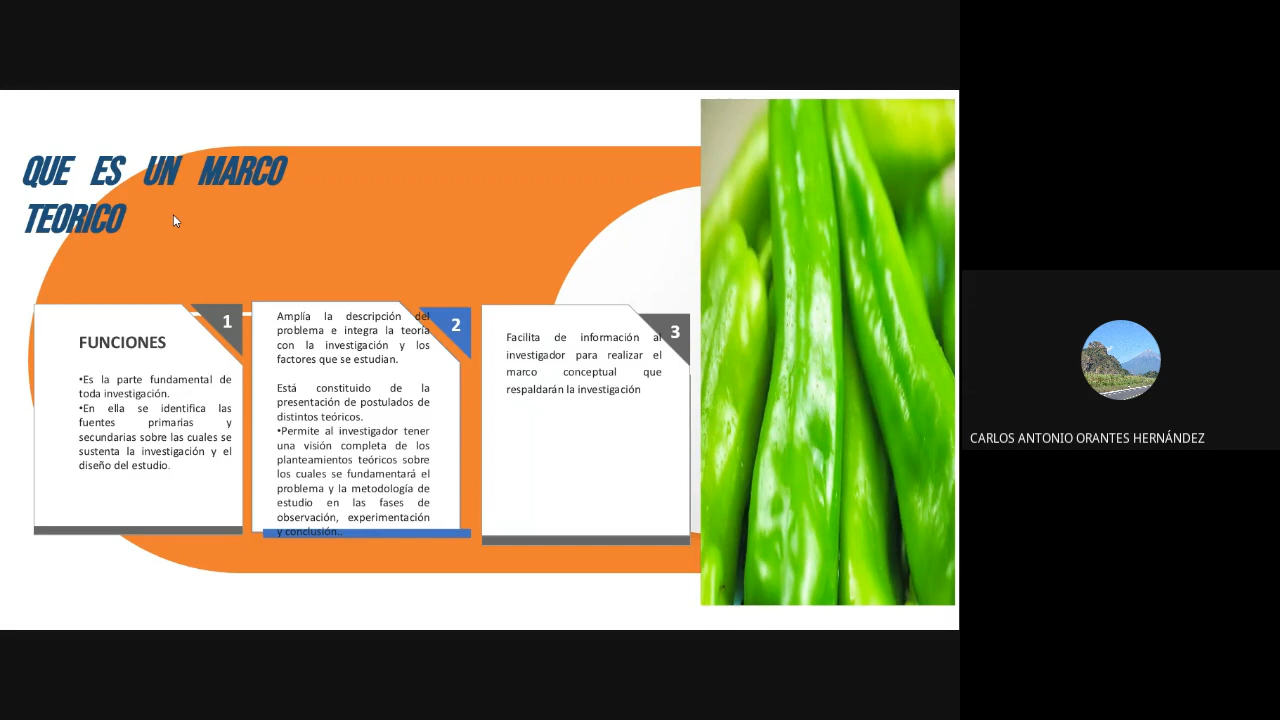 QUE ES UN MARCO
TEORICO
1
FUNCIONES
•Es la parte fundamental de
toda investigación.
•En ella se identifica las
fuentes primarias y
secundarias sobre las cuales se
sustenta la investigación y el
diseño del estudio.
2
Amplía la descripción del
problema e integra la teoría
con la investigación y los
factores que se estudian.
Está constituido de la
presentación de postulados de
distintos teóricos.
•Permite al investigador tener
una visión completa de los
planteamientos teóricos sobre
los cuales se fundamentará el
problema y la metodología de
estudio en las fases de
observación, experimentación
y conclusión..
3
Facilita de información al
investigador para realizar el
marco conceptual que
respaldarán la investigación
CARLOS ANTONIO ORANTES HERNÁNDEZ